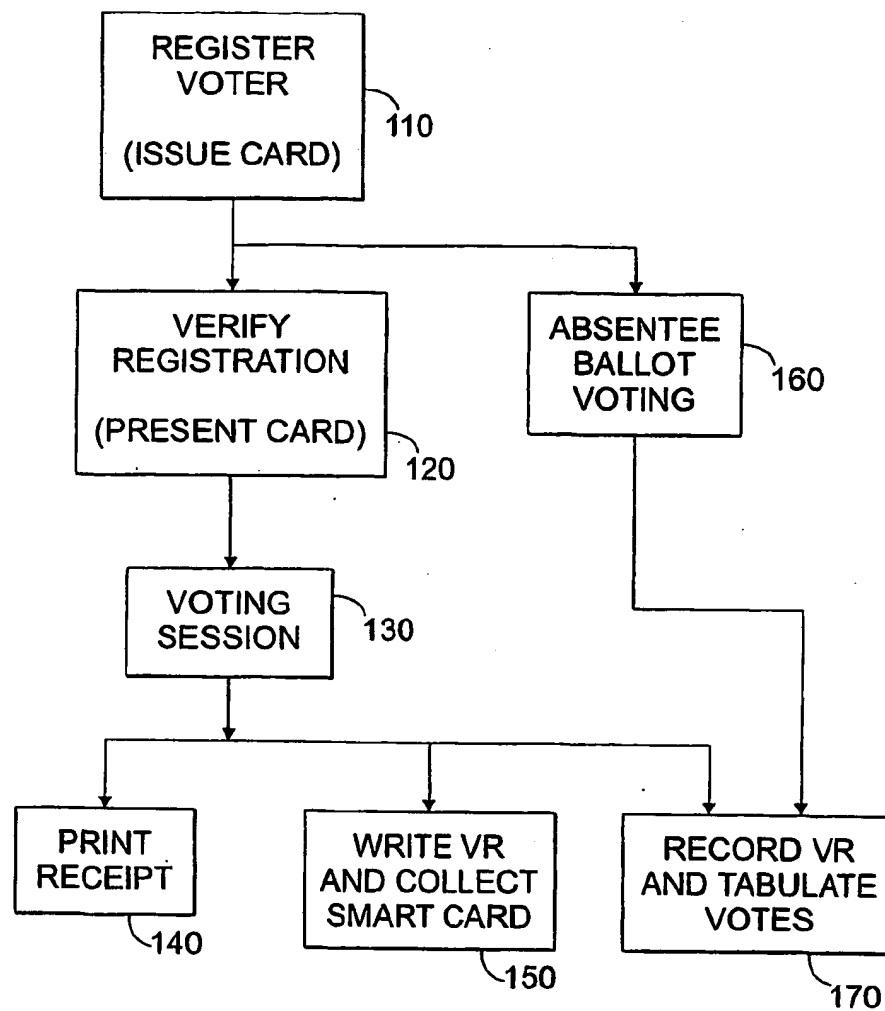 REGISTER
VOTER
(ISSUE CARD)
110
VERIFY
REGISTRATION
(PRESENT CARD)
120
ABSENTEE
BALLOT
VOTING
160
VOTING
SESSION
130
PRINT
RECEIPT
140
WRITE VR
AND COLLECT
SMART CARD
150
RECORD VR
AND TABULATE
VOTES
170